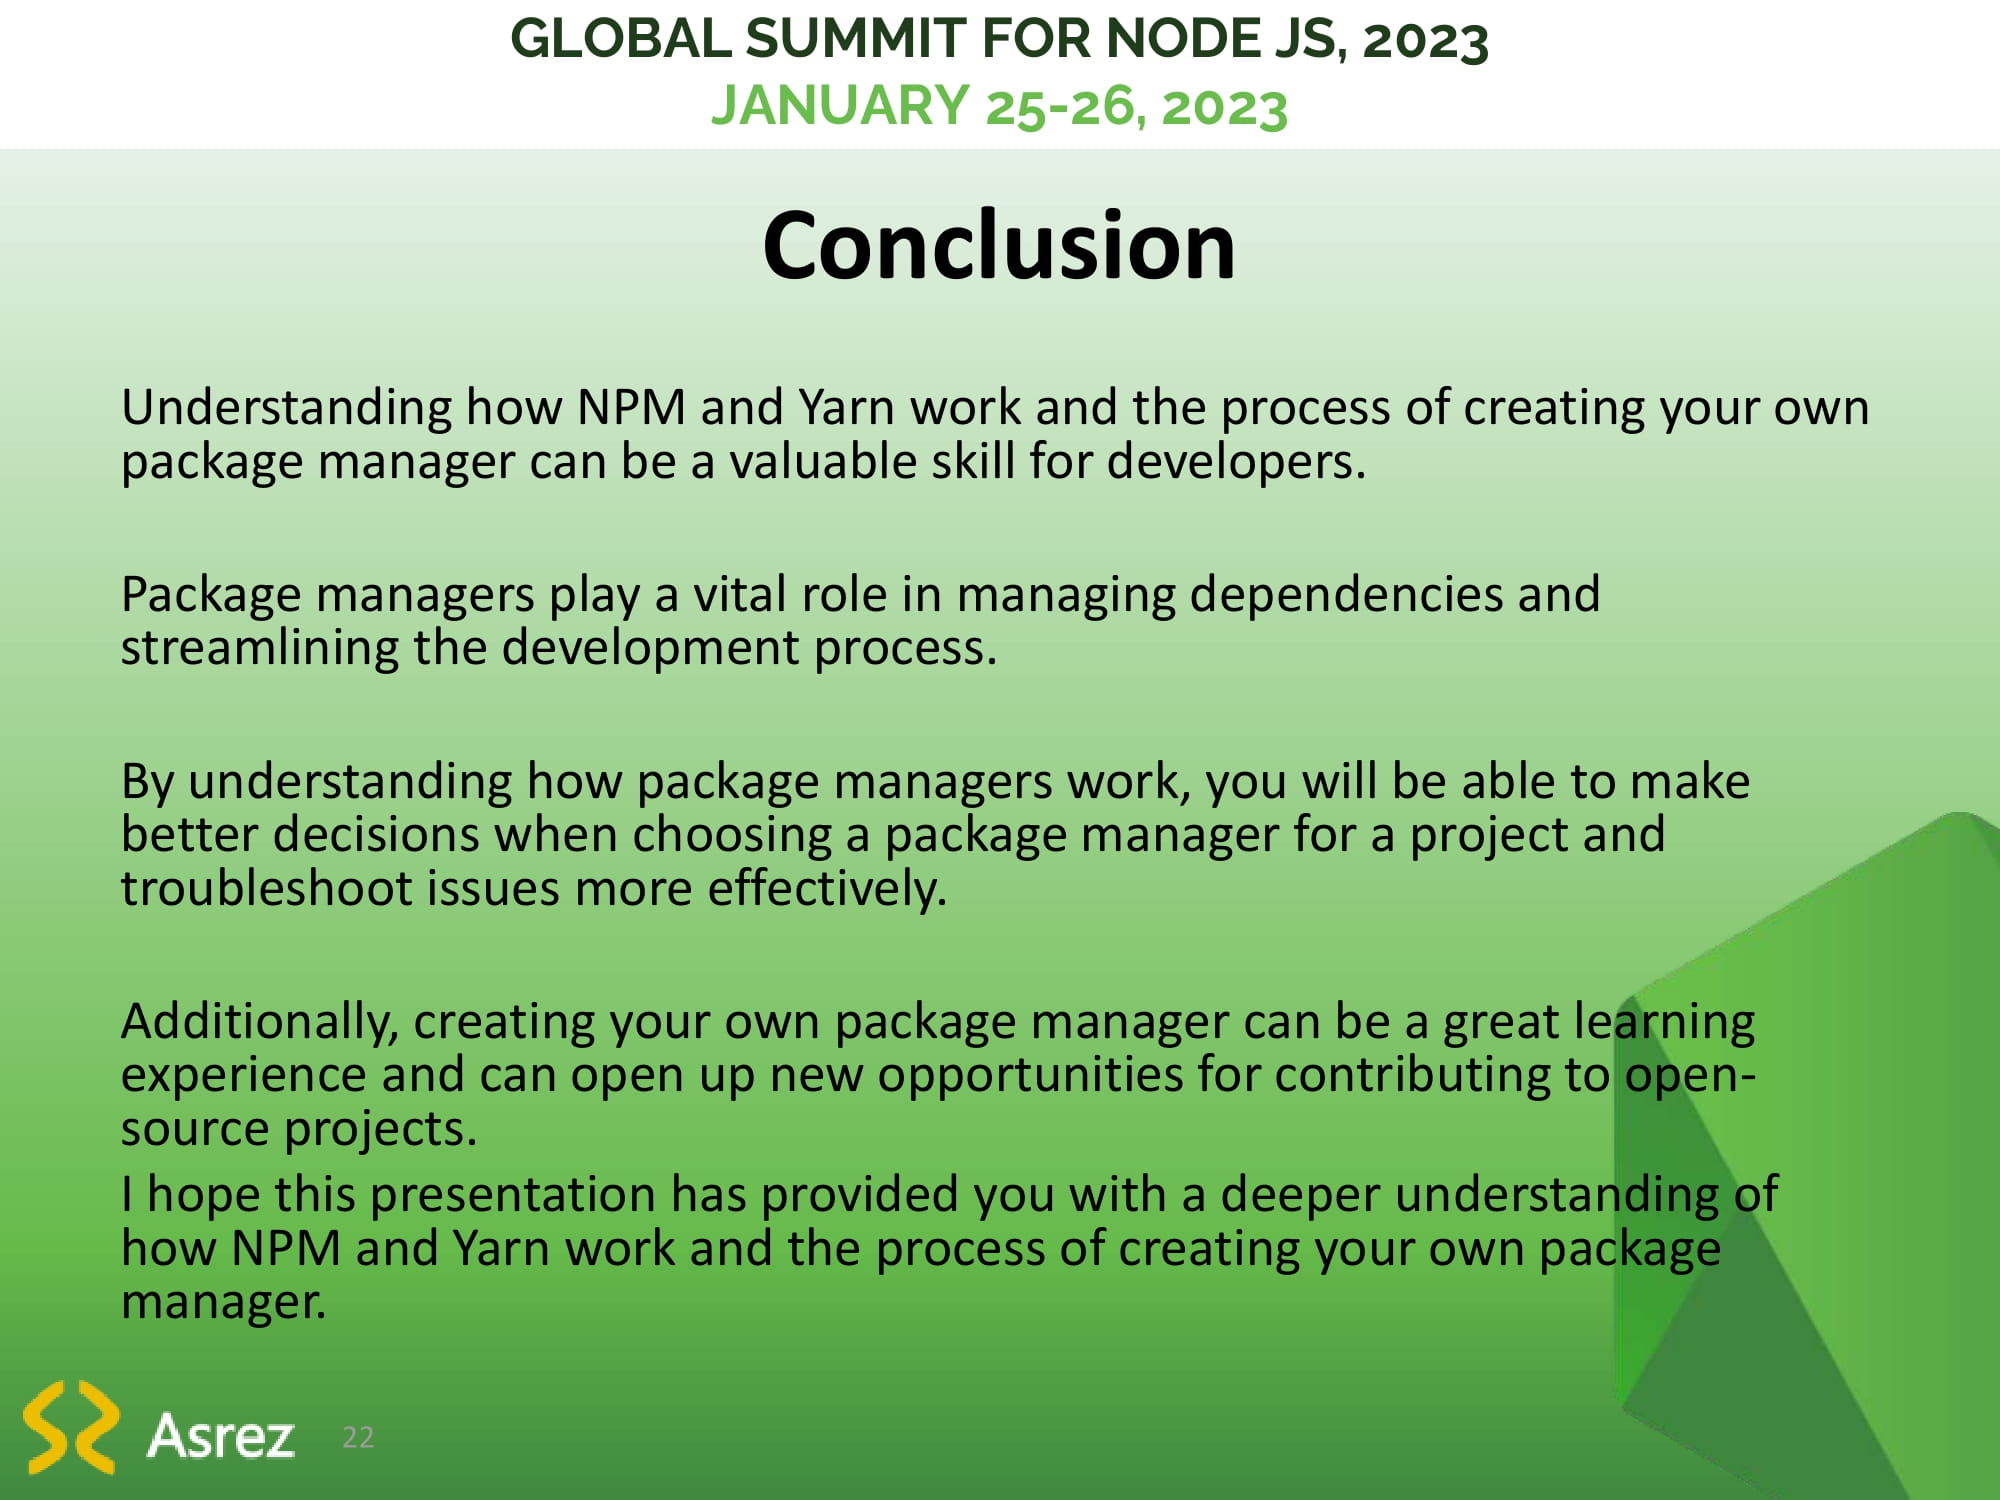 GLOBAL SUMMIT FOR NODE JS, 2023
JANUARY 25-26, 2023
Conclusion
Understanding how NPM and Yarn work and the process of creating your own
package manager can be a valuable skill for developers.
Package managers play a vital role in managing dependencies and
streamlining the development process.
By understanding how package managers work, you will be able to make
better decisions when choosing a package manager for a project and
troubleshoot issues more effectively.
Additionally, creating your own package manager can be a great learning
experience and can open up new opportunities for contributing to open-
source projects.
I hope this presentation has provided you with a deeper understanding of
how NPM and Yarn work and the process of creating your own package
manager.
Asrez
22